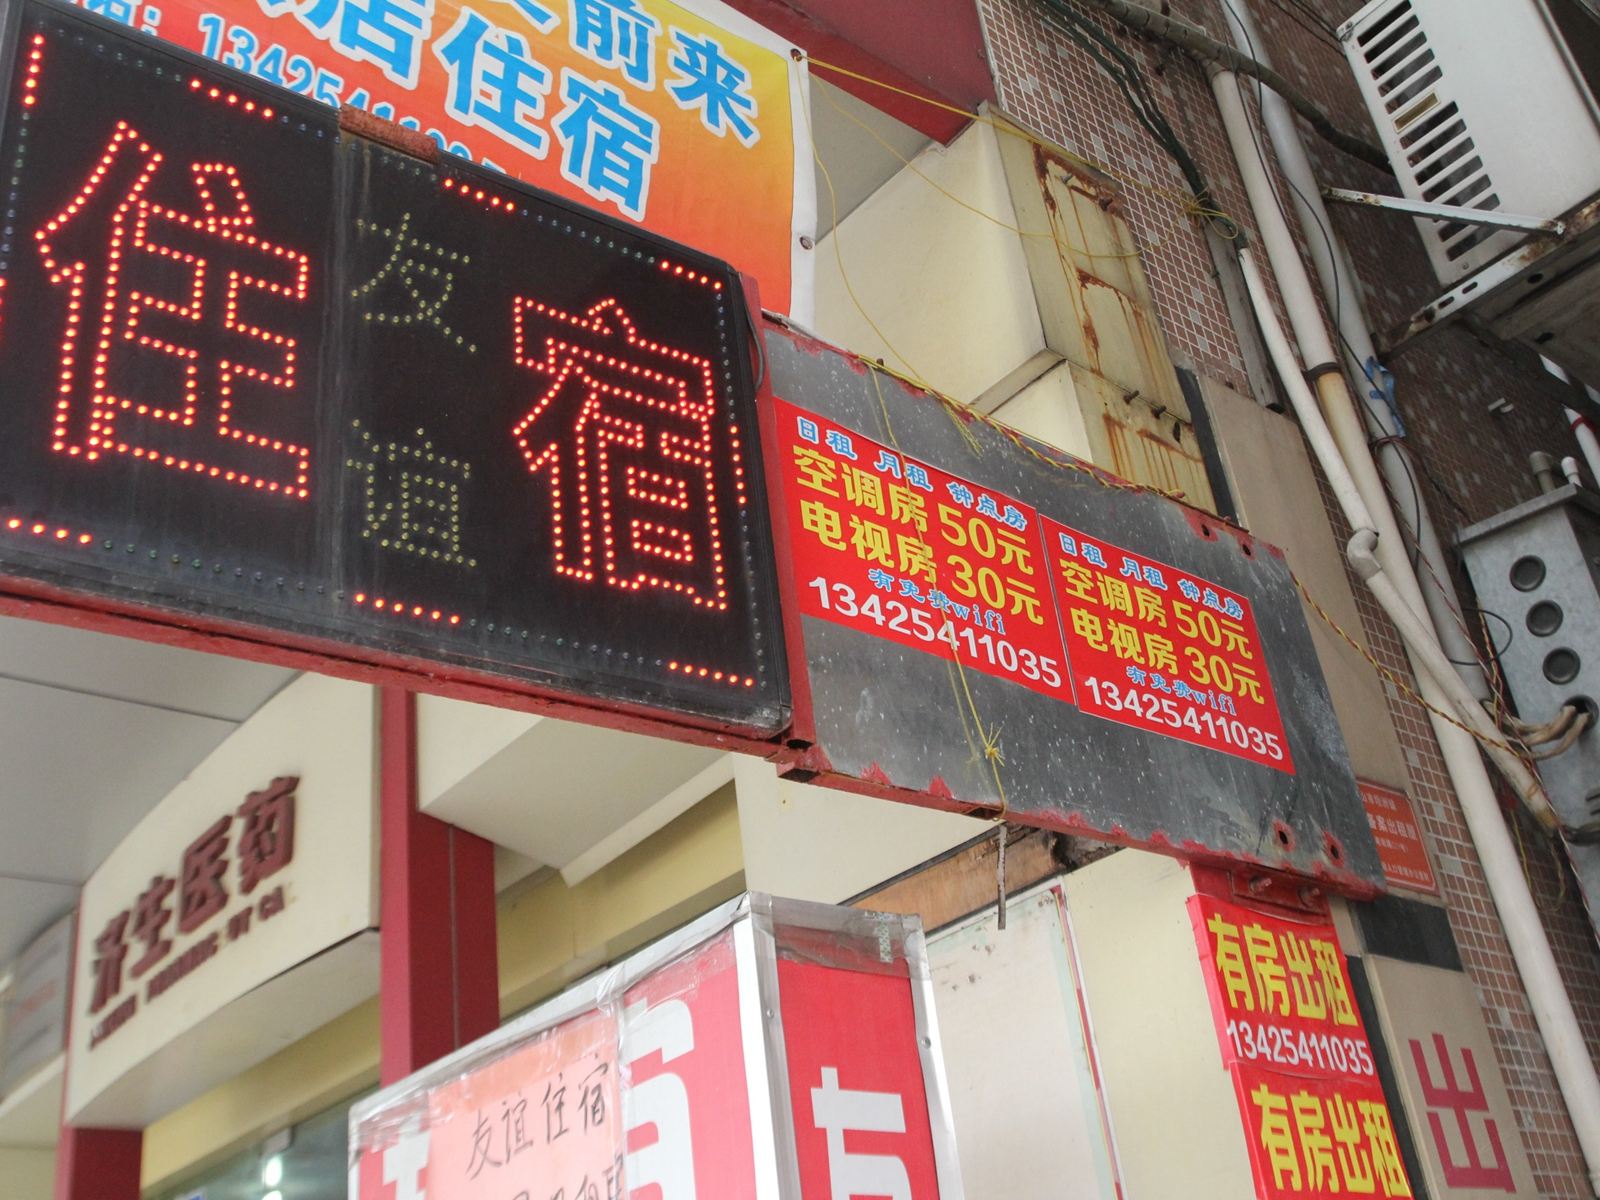 前来
居住宿
住
友谊
宿
日租 月租 钟点房
空调房50元
电视房30元
有免费wifi
13425411035
日租 月租 钟点房
空调房50元
电视房30元
有免费wifi
13425411035
济生医药
有房出租
13425411035
有房出租
出
友谊住宿
有